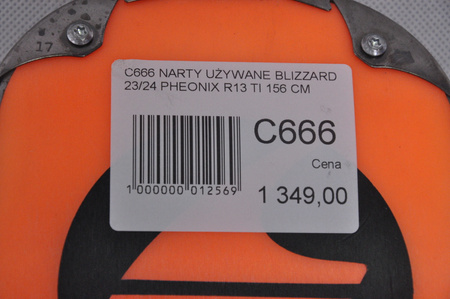 17
C666 NARTY UŻYWANE BLIZZARD
23/24 PHEONIX R13 TI 156 CM
C666
Cena
1 000000 012569
1 349,00